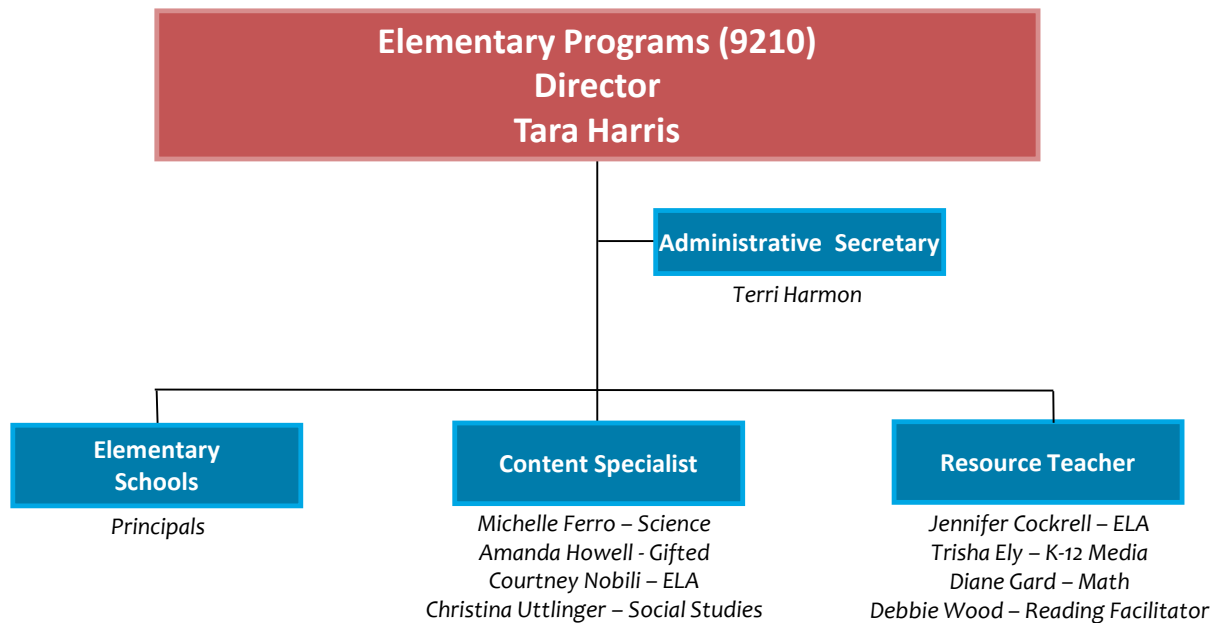 Elementary Programs (9210)
Director
Tara Harris
Administrative Secretary
Terri Harmon
Elementary
Schools
Principals
Content Specialist
Michelle Ferro – Science
Amanda Howell - Gifted
Courtney Nobili – ELA
Christina Uttlinger – Social Studies
Resource Teacher
Jennifer Cockrell – ELA
Trisha Ely – K-12 Media
Diane Gard – Math
Debbie Wood – Reading Facilitator